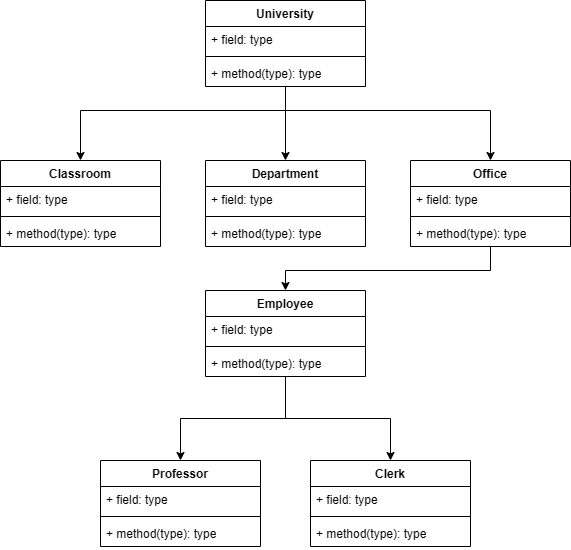 University
+ field: type
+ method(type): type
Classroom
+ field: type
+ method(type): type
Department
+ field: type
+ method(type): type
Office
+ field: type
+ method(type): type
Employee
+ field: type
+ method(type): type
Professor
+ field: type
+ method(type): type
Clerk
+ field: type
+ method(type): type